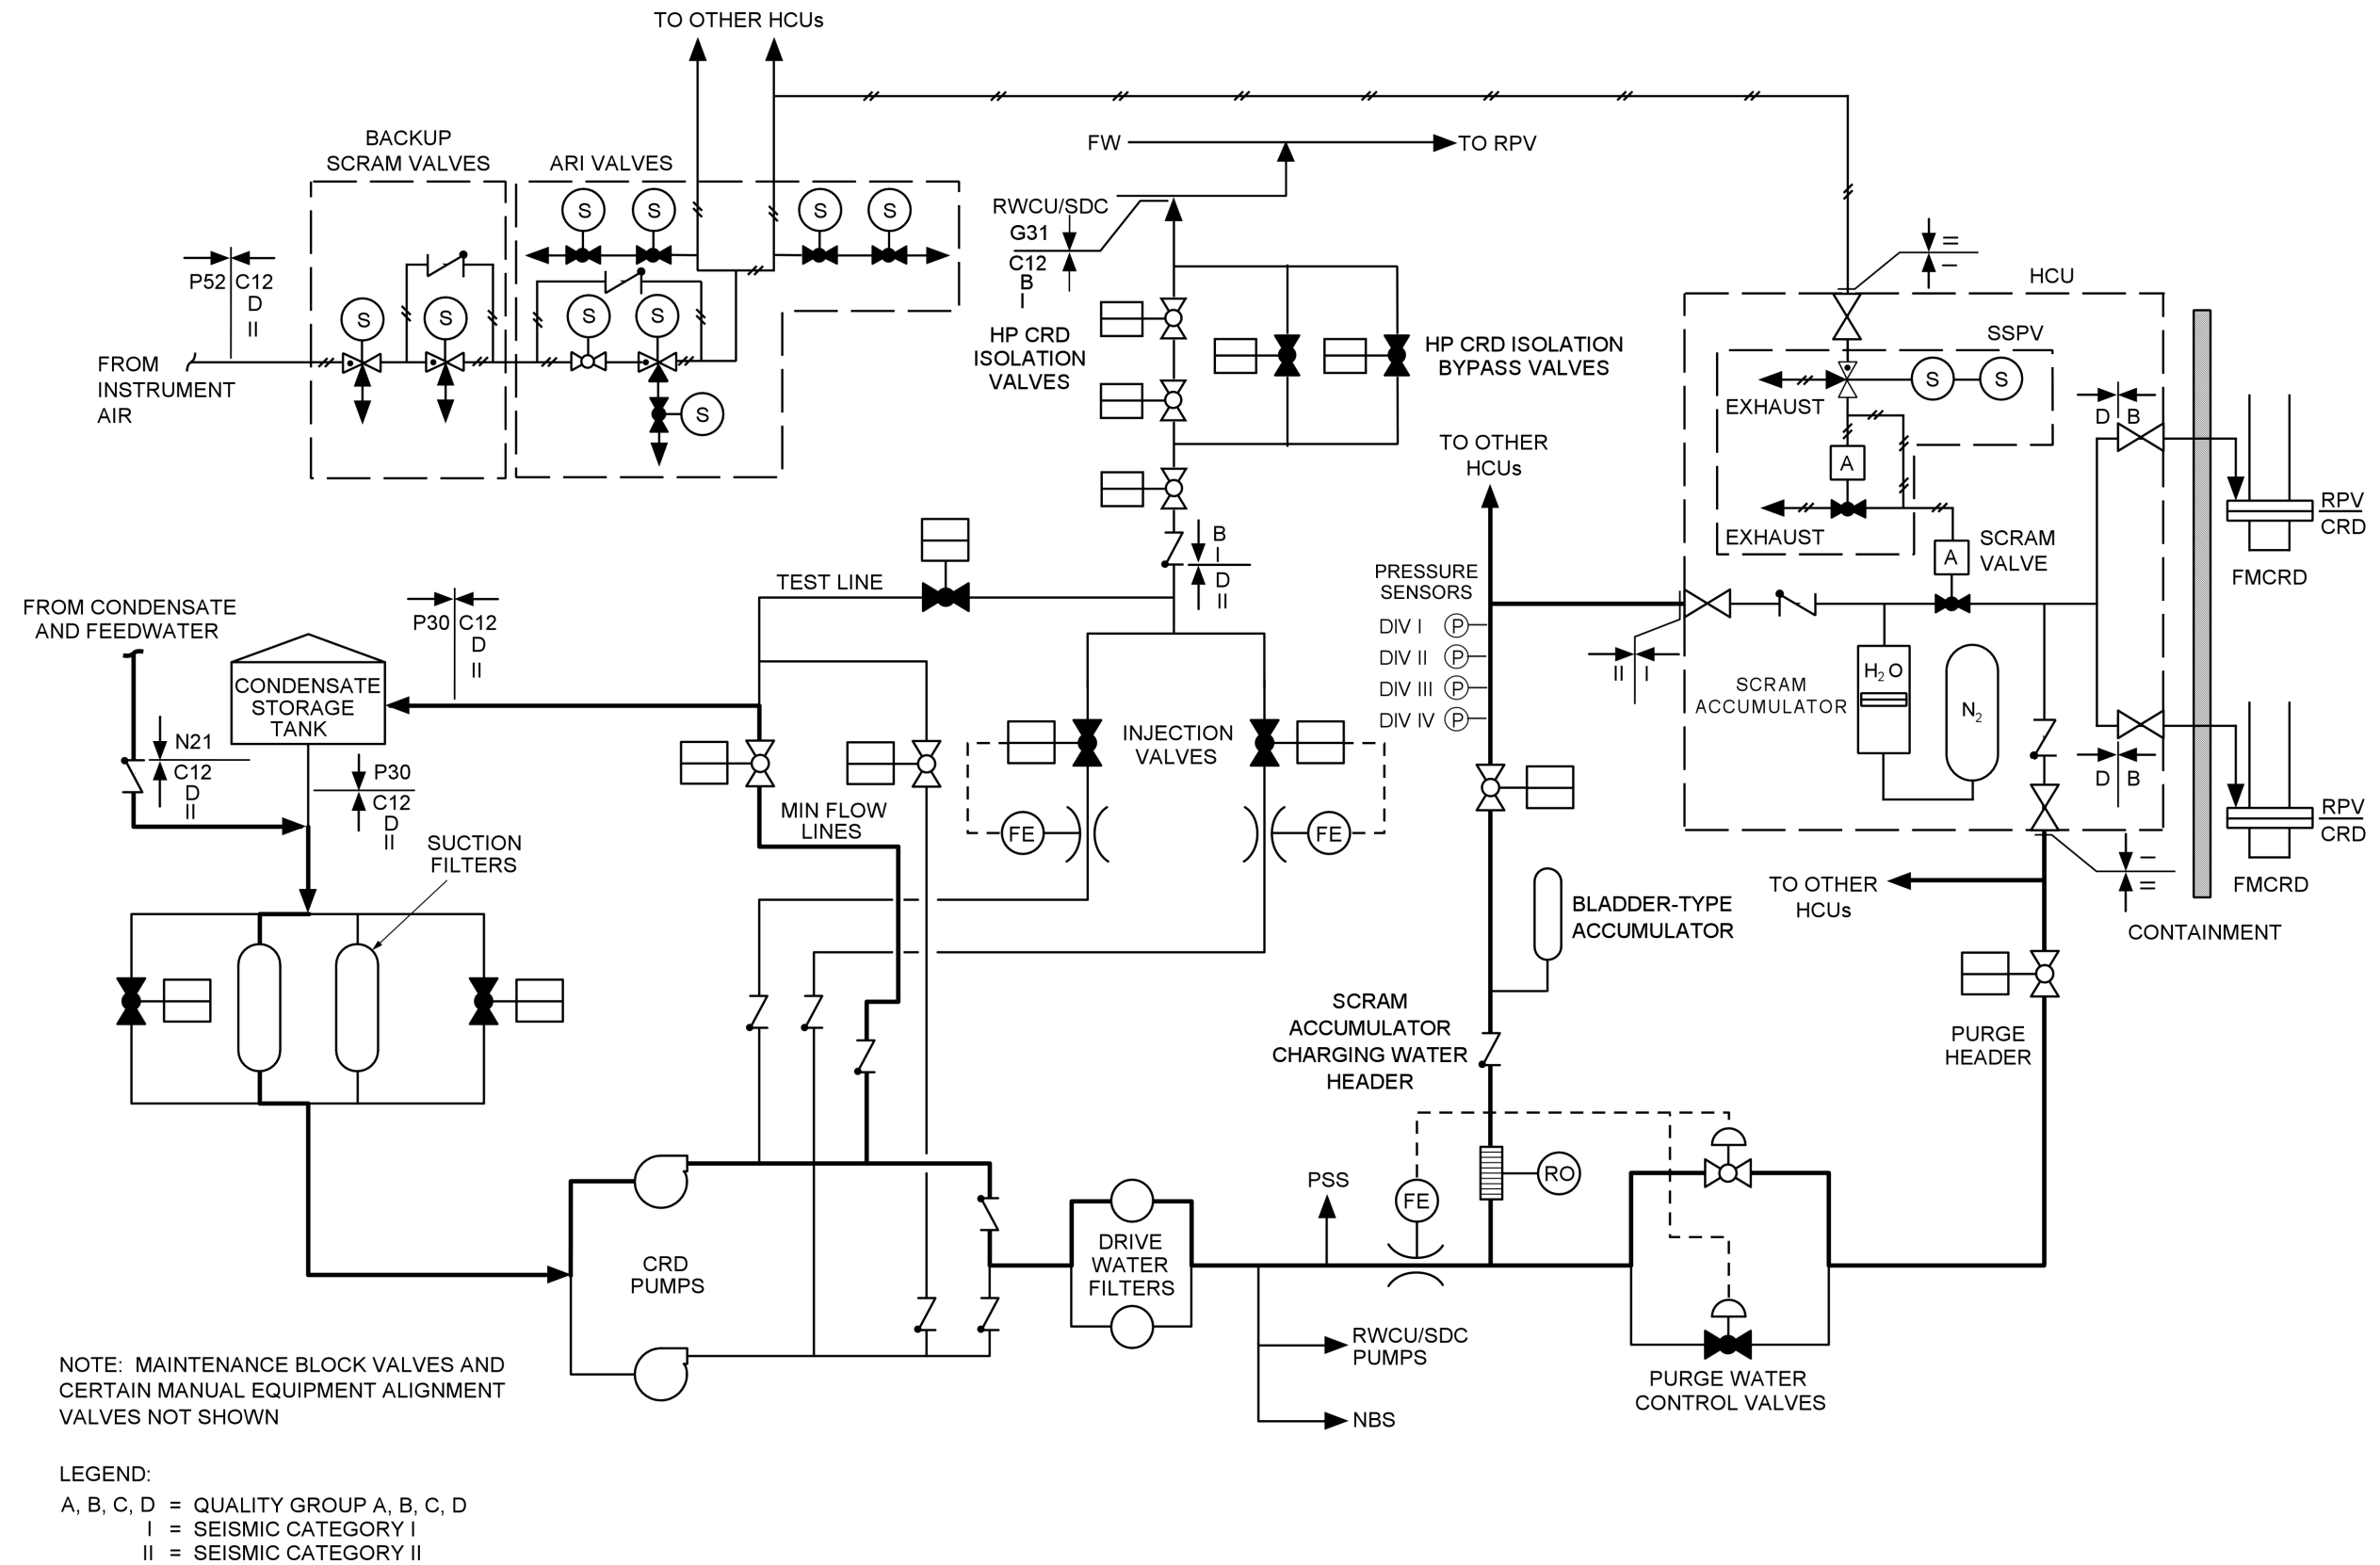 TO OTHER HCUs
BACKUP
SCRAM VALVES
ARI VALVES
S
S
S
S
S
S
S
S
S
P52
C12
D
II
FROM
INSTRUMENT
AIR
FW
TO RPV
RWCU/SDC
G31
C12
B
I
HP CRD
ISOLATION
VALVES
HP CRD ISOLATION
BYPASS VALVES
II
I
HCU
SSPV
S
S
EXHAUST
A
EXHAUST
A
SCRAM
VALVE
D
B
RPV
CRD
FMCRD
TO OTHER
HCUs
B
I
D
II
TEST LINE
PRESSURE
SENSORS
DIV I
P
DIV II
P
DIV III
P
DIV IV
P
II
I
SCRAM
ACCUMULATOR
H2O
N2
D
B
RPV
CRD
FMCRD
I
II
TO OTHER
HCUs
CONTAINMENT
FROM CONDENSATE
AND FEEDWATER
P30
C12
D
II
CONDENSATE
STORAGE
TANK
N21
C12
D
II
P30
C12
D
II
SUCTION
FILTERS
MIN FLOW
LINES
INJECTION
VALVES
FE
FE
BLADDER-TYPE
ACCUMULATOR
SCRAM
ACCUMULATOR
CHARGING WATER
HEADER
PURGE
HEADER
CRD
PUMPS
DRIVE
WATER
FILTERS
PSS
FE
RO
RWCU/SDC
PUMPS
NBS
PURGE WATER
CONTROL VALVES
NOTE: MAINTENANCE BLOCK VALVES AND
CERTAIN MANUAL EQUIPMENT ALIGNMENT
VALVES NOT SHOWN
LEGEND:
A, B, C, D = QUALITY GROUP A, B, C, D
I = SEISMIC CATEGORY I
II = SEISMIC CATEGORY II